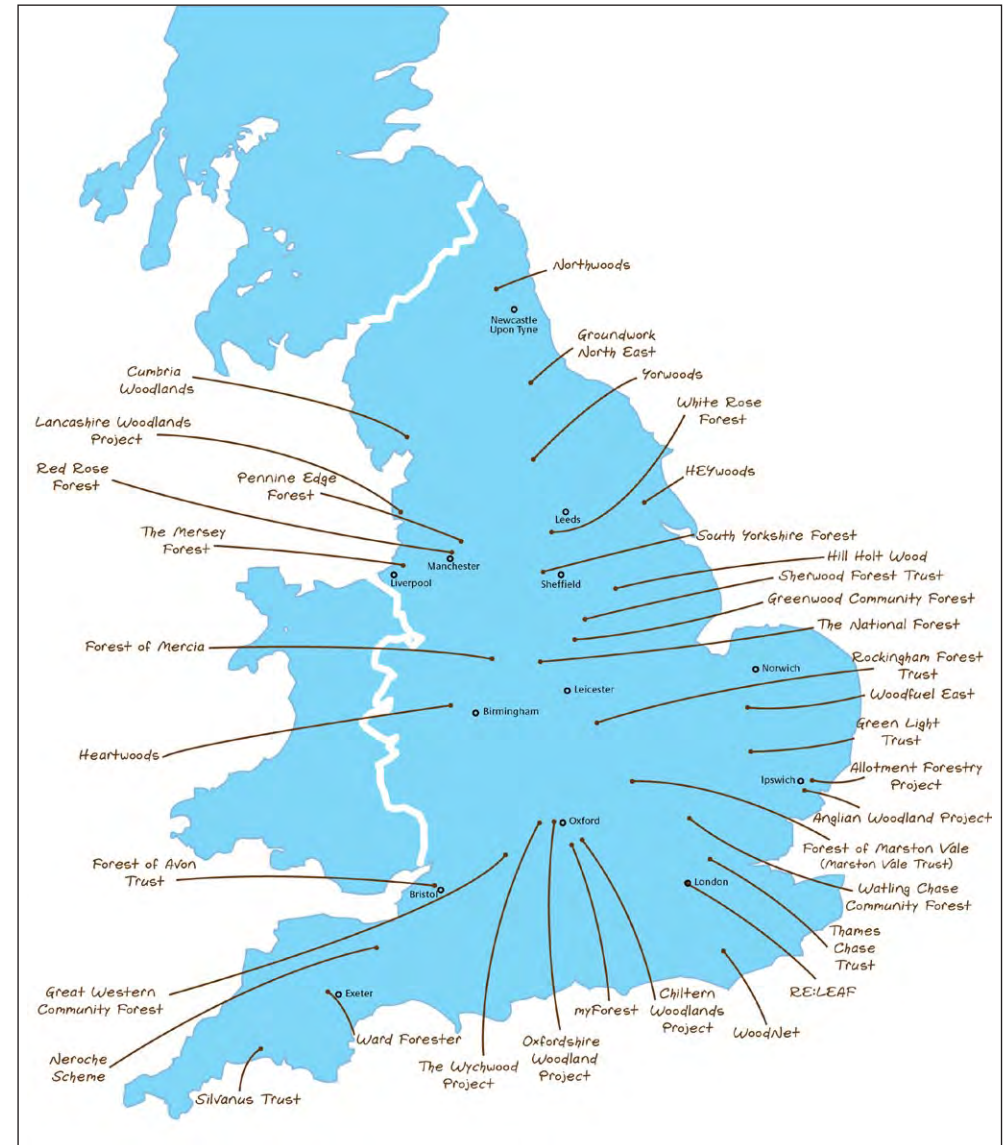 Northwoods
Newcastle
Upon Tyne
Groundwork
North East
Yorwoods
Cumbria
Woodlands
White Rose
Forest
Lancashire Woodlands
Project
Red Rose
Forest
Pennine Edge
Forest
HEYwoods
Leeds
The Mersey
Forest
South Yorkshire Forest
Hill Holt Wood
Manchester
Liverpool
Sheffield
Sherwood Forest Trust
Greenwood Community Forest
The National Forest
Forest of Mercia
Rockingham Forest
Trust
Norwich
Leicester
Woodfuel East
Birmingham
Green Light
Trust
Heartwoods
Allotment Forestry
Project
Ipswich
Anglian Woodland Project
Oxford
Forest of Marston Vale
(Marston Vale Trust)
Forest of Avon
Trust
Bristol
London
Watling Chase
Community Forest
Thames
Chase
Trust
Great Western
Community Forest
Exeter
RE:LEAF
myForest
Chiltern
Woodlands
Project
WoodNet
Ward Forester
Oxfordshire
Woodland
Project
Neroche
Scheme
The Wychwood
Project
Silvanus Trust